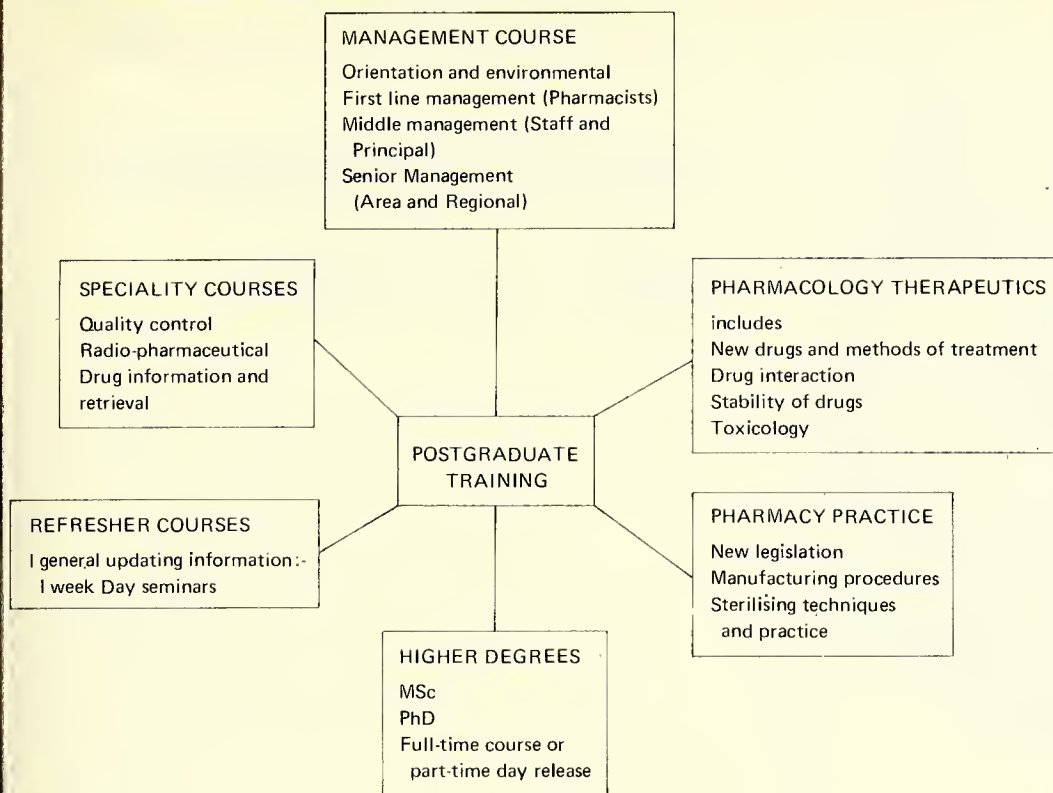 MANAGEMENT COURSE
Orientation and environmental
First line management (Pharmacists)
Middle management (Staff and
Principal)
Senior Management
(Area and Regional)
SPECIALITY COURSES
Quality control
Radio-pharmaceutical
Drug information and
retrieval
PHARMACOLOGY THERAPEUTICS
includes
New drugs and methods of treatment
Drug interaction
Stability of drugs
Toxicology
POSTGRADUATE
TRAINING
REFRESHER COURSES
I general updating information:-
I week Day seminars
PHARMACY PRACTICE
New legislation
Manufacturing procedures
Sterilising techniques
and practice
HIGHER DEGREES
MSc
PhD
Full-time course or
part-time day release